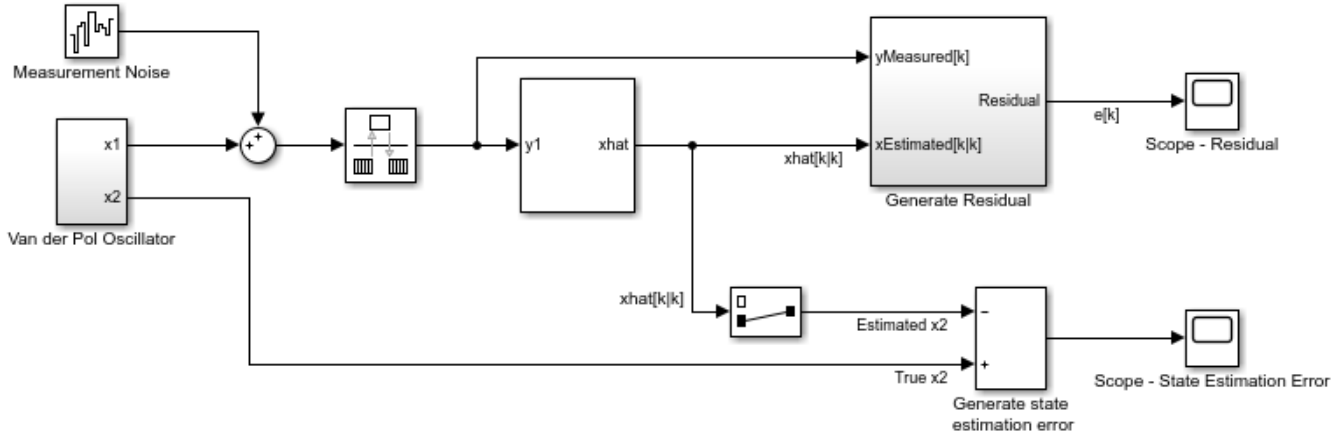 Measurement Noise
x1
x2
Van der Pol Oscillator
+
+
y1
xhat
xhat[k|k]
yMeasured[k]
Residual
xEstimated[k|k]
Generate Residual
e[k]
Scope - Residual
xhat[k|k]
Estimated x2
True x2
-
+
Generate state
estimation error
Scope - State Estimation Error